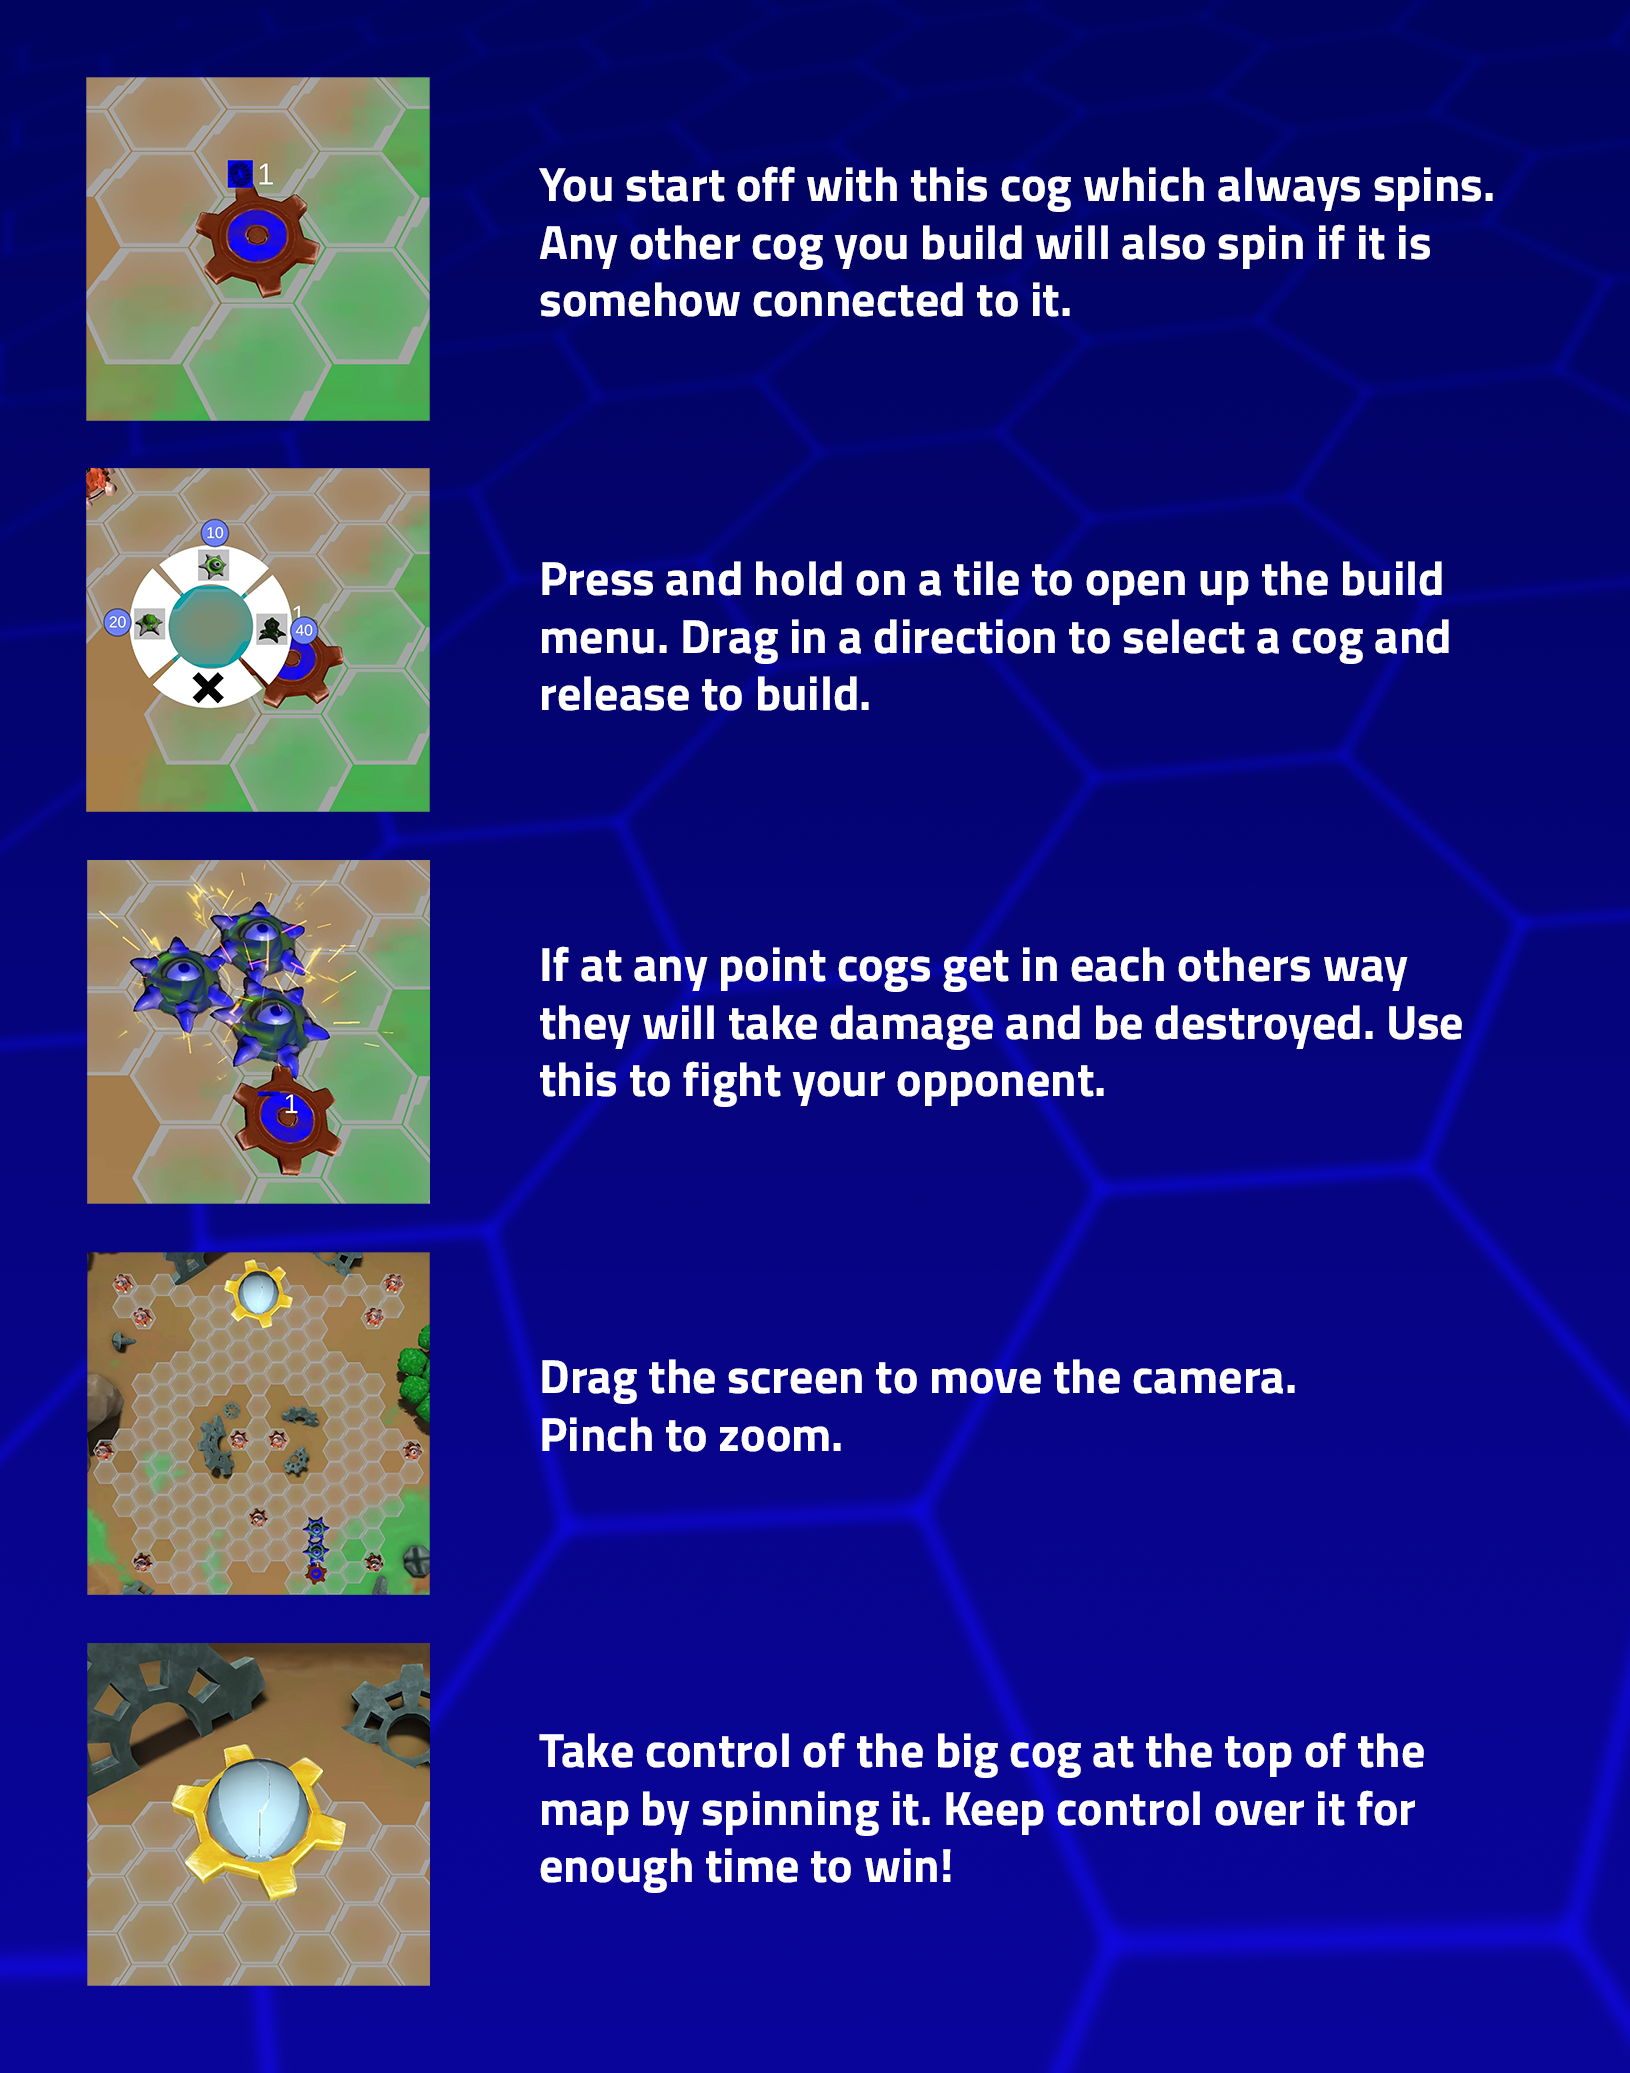 1
You start off with this cog which always spins.
Any other cog you build will also spin if it is
somehow connected to it.
10
20
1
40
Press and hold on a tile to open up the build
menu. Drag in a direction to select a cog and
release to build.
1
If at any point cogs get in each others way
they will take damage and be destroyed. Use
this to fight your opponent.
Drag the screen to move the camera.
Pinch to zoom.
Take control of the big cog at the top of the
map by spinning it. Keep control over it for
enough time to win!